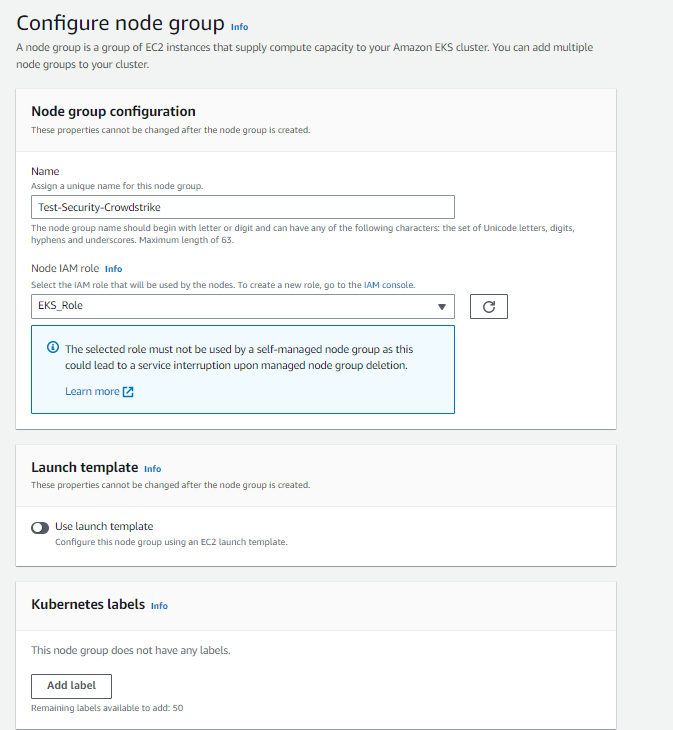 Configure node group Info
A node group is a group of EC2 instances that supply compute capacity to your Amazon EKS cluster. You can add multiple
node groups to your cluster.
Node group configuration
These properties cannot be changed after the node group is created.
Name
Assign a unique name for this node group.
Test-Security-Crowdstrike
The node group name should begin with letter or digit and can have any of the following characters: the set of Unicode letters, digits,
hyphens and underscores. Maximum length of 63.
Node IAM role Info
Select the IAM role that will be used by the nodes. To create a new role, go to the IAM console.
EKS_Role
The selected role must not be used by a self-managed node group as this
could lead to a service interruption upon managed node group deletion.
Learn more
Launch template Info
These properties cannot be changed after the node group is created.
Use launch template
Configure this node group using an EC2 launch template.
Kubernetes labels Info
This node group does not have any labels.
Add label
Remaining labels available to add: 50